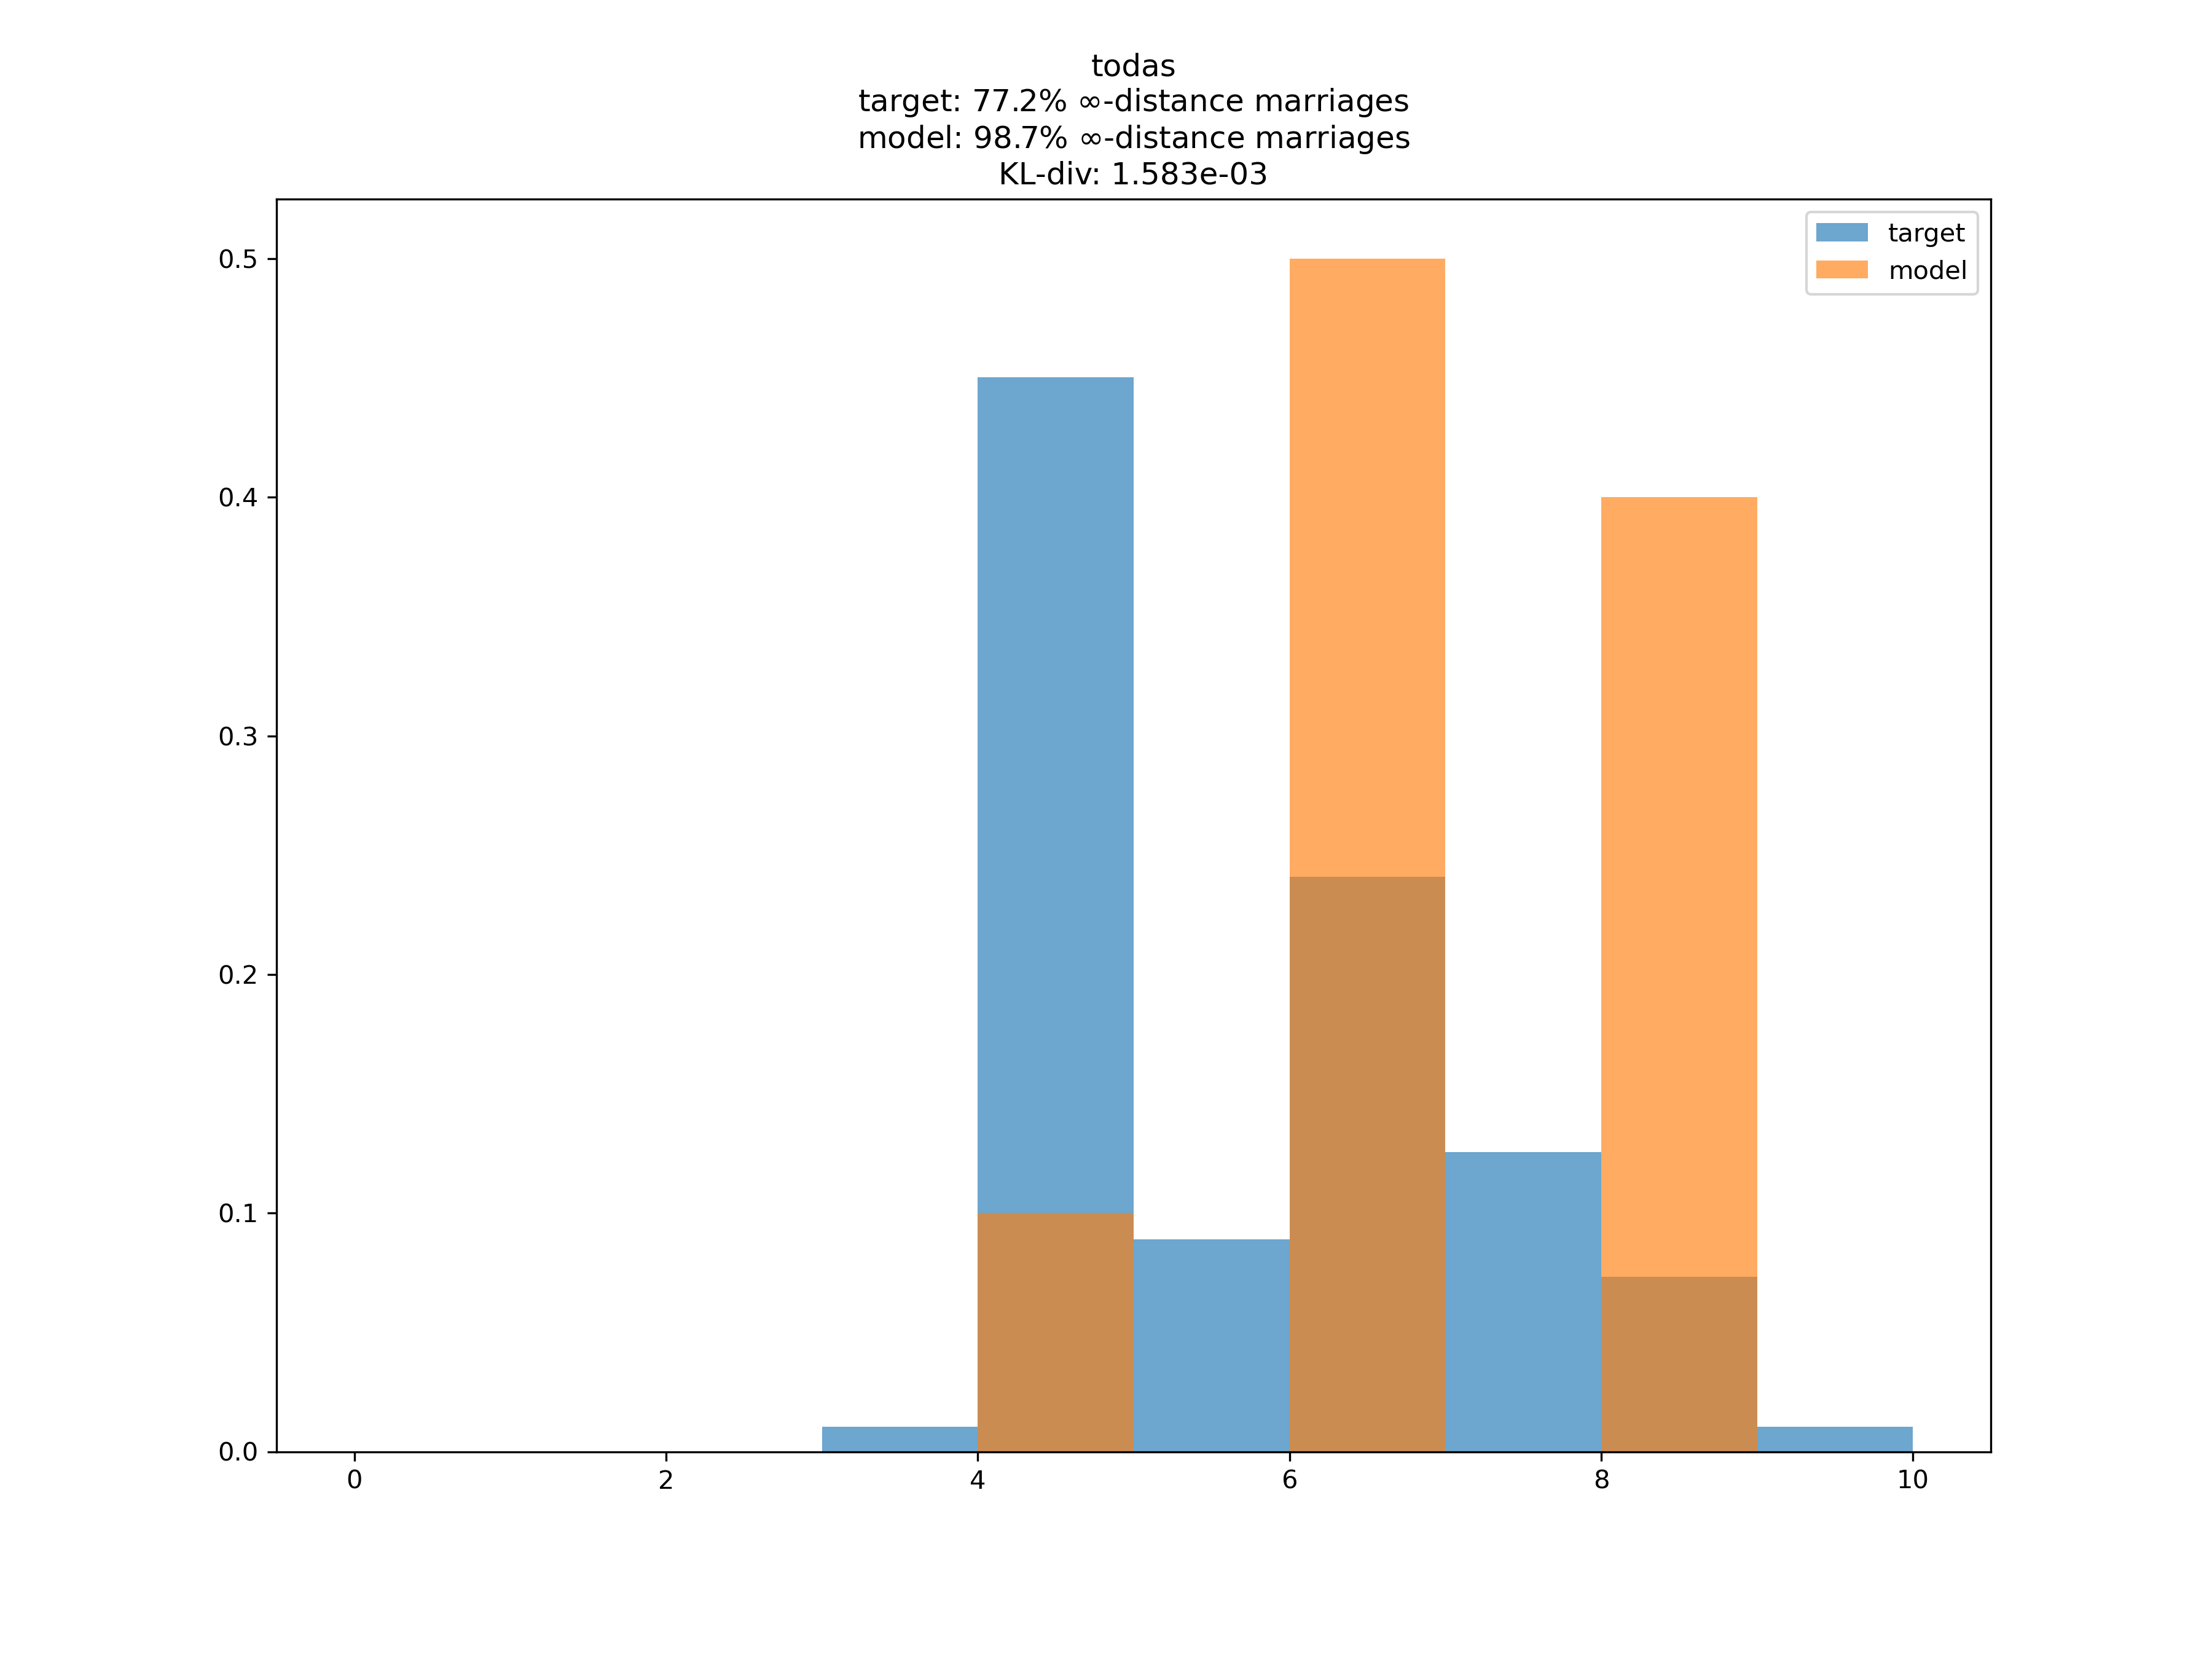 todas
target: 77.2% ∞-distance marriages
model: 98.7% ∞-distance marriages
KL-div: 1.583e-03
target
model
0.5
0.4
0.3
0.2
0.1
0.0
0 2 4 6 8 10